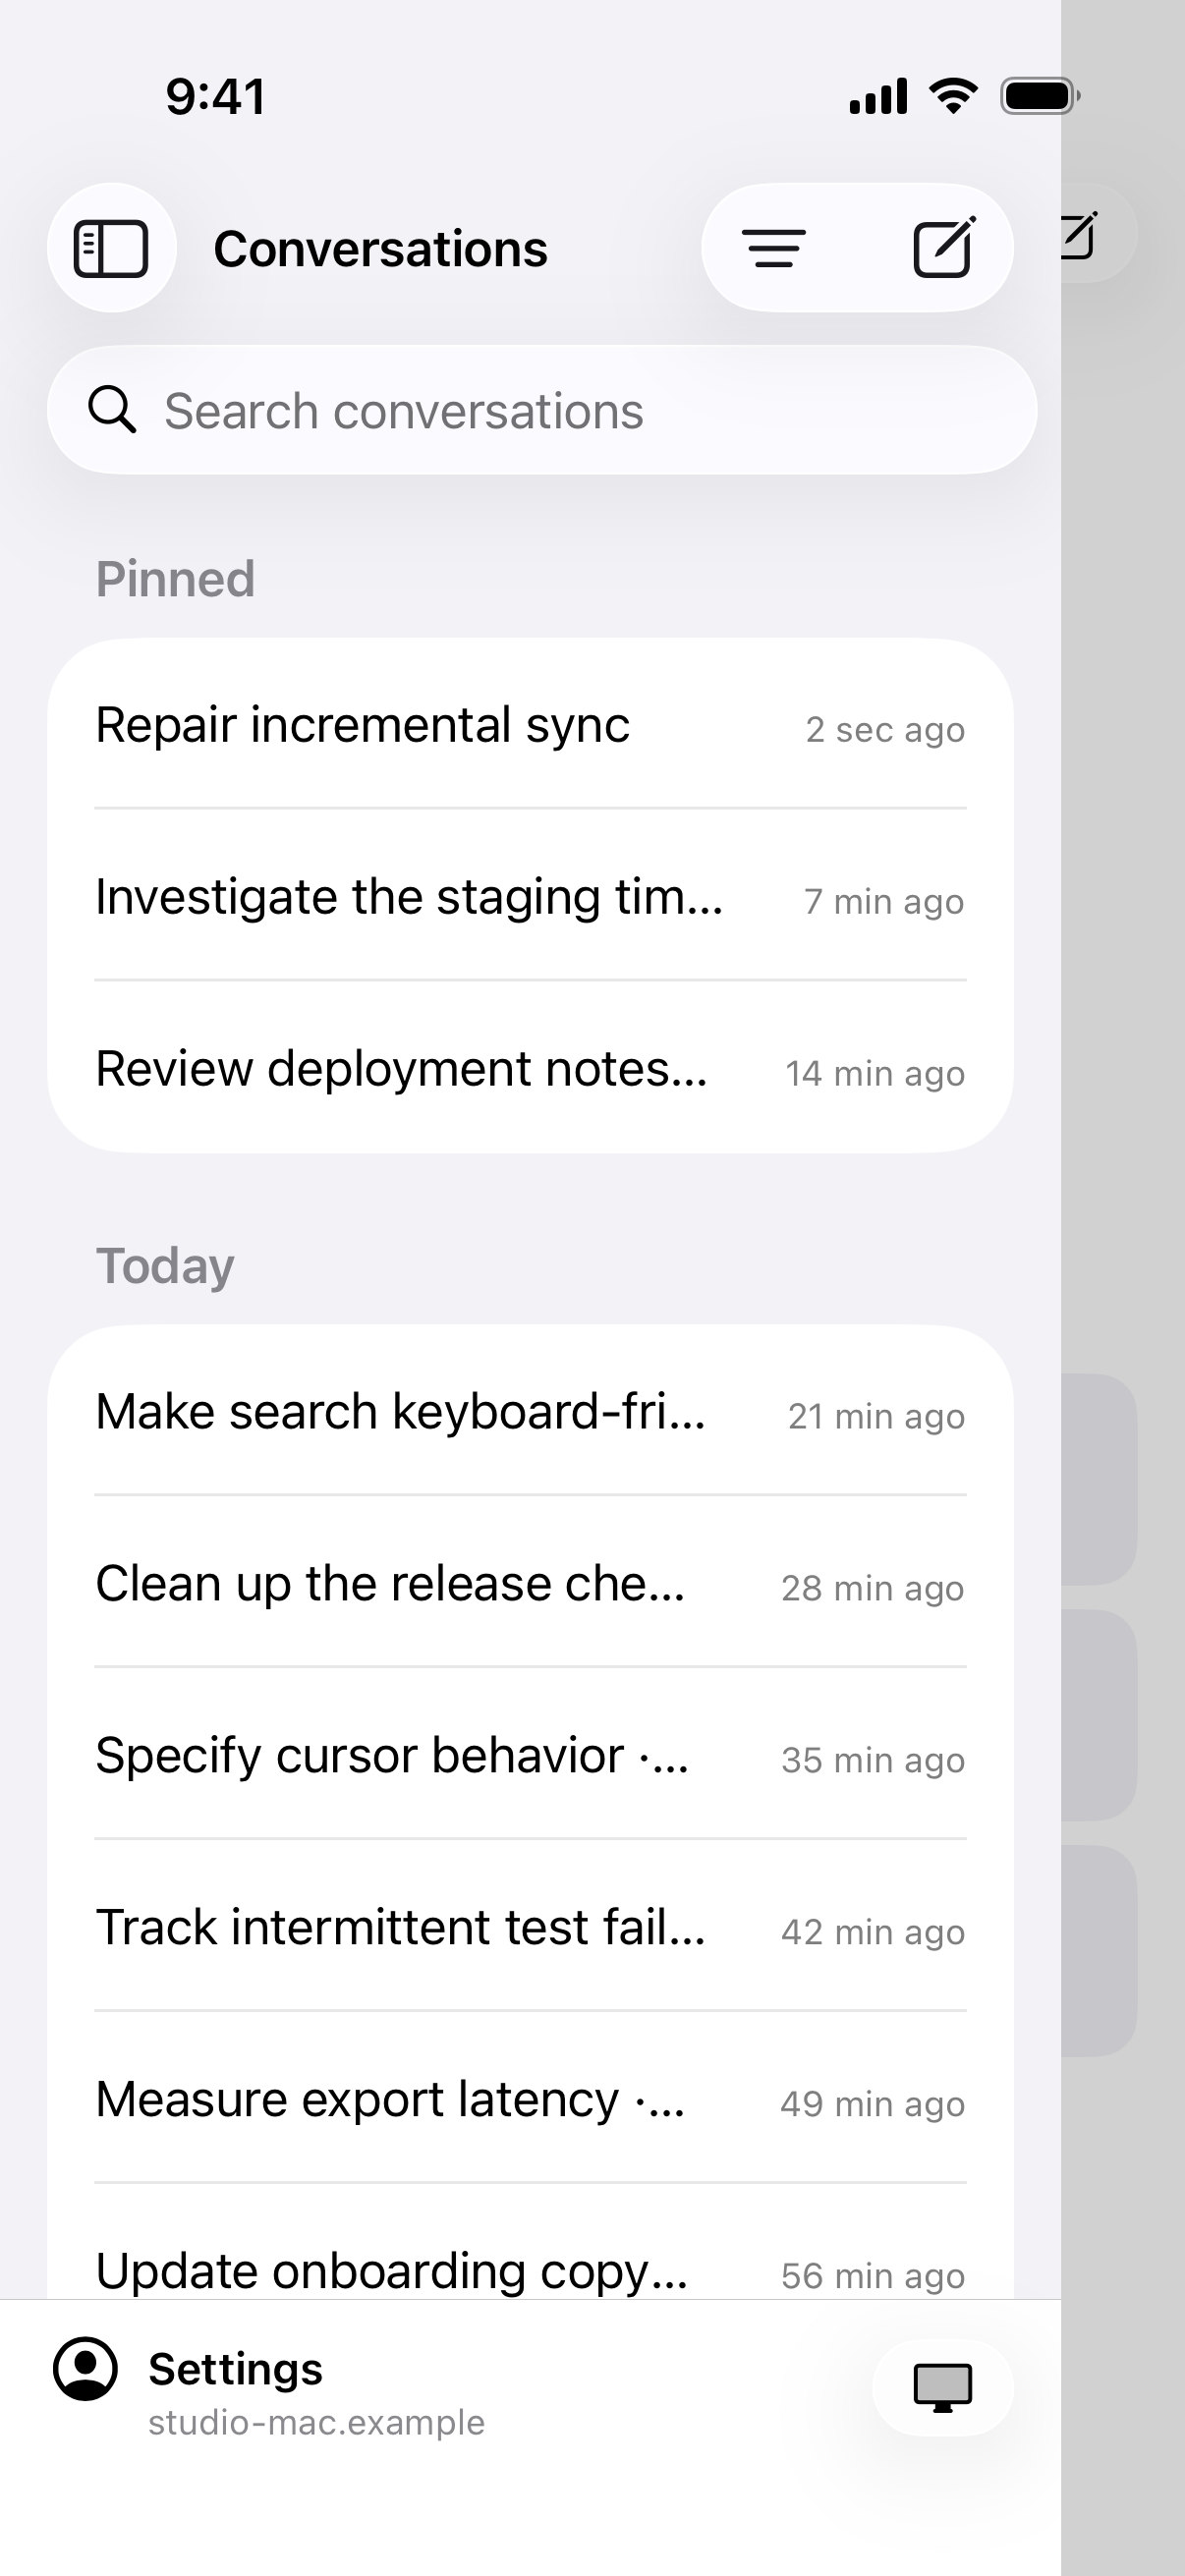 9:41
Conversations
Search conversations
Pinned
Repair incremental sync 2 sec ago
Investigate the staging tim... 7 min ago
Review deployment notes... 14 min ago
Today
Make search keyboard-fri... 21 min ago
Clean up the release che... 28 min ago
Specify cursor behavior ·... 35 min ago
Track intermittent test fail... 42 min ago
Measure export latency ·... 49 min ago
Update onboarding copy... 56 min ago
Settings
studio-mac.example